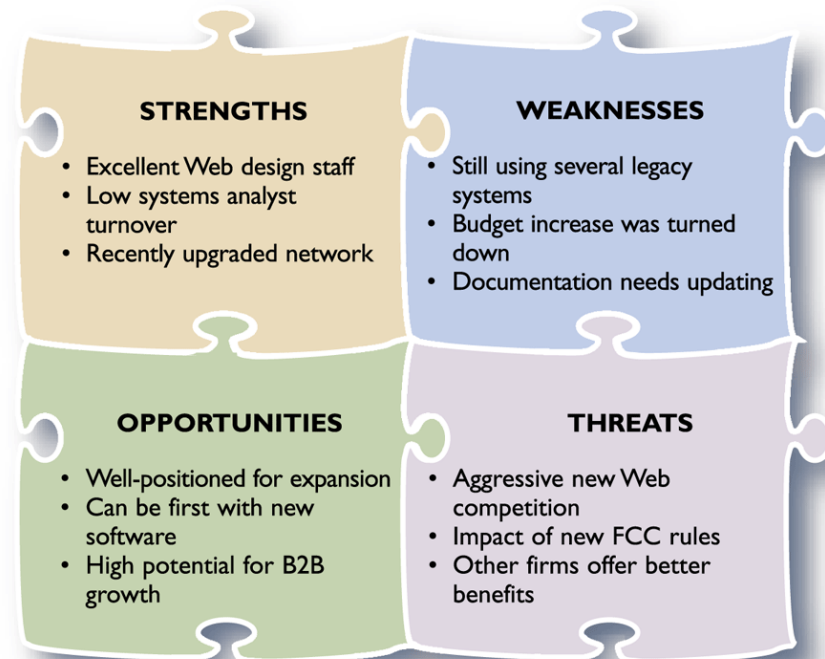 STRENGTHS
• Excellent Web design staff
• Low systems analyst
turnover
• Recently upgraded network
WEAKNESSES
• Still using several legacy
systems
• Budget increase was turned
down
• Documentation needs updating
OPPORTUNITIES
• Well-positioned for expansion
• Can be first with new
software
• High potential for B2B
growth
THREATS
• Aggressive new Web
competition
• Impact of new FCC rules
• Other firms offer better
benefits